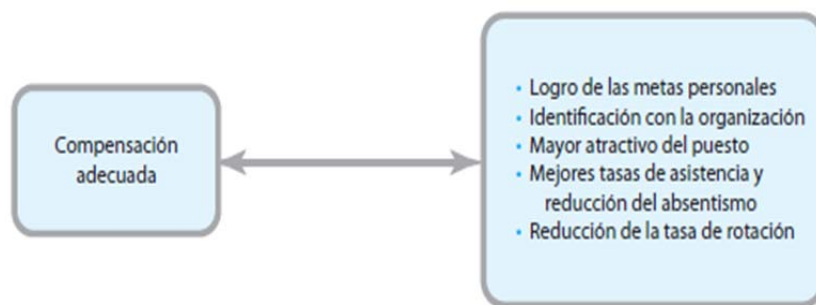 Compensación
adecuada
• Logro de las metas personales
• Identificación con la organización
• Mayor atractivo del puesto
• Mejores tasas de asistencia y
reducción del absentismo
• Reducción de la tasa de rotación